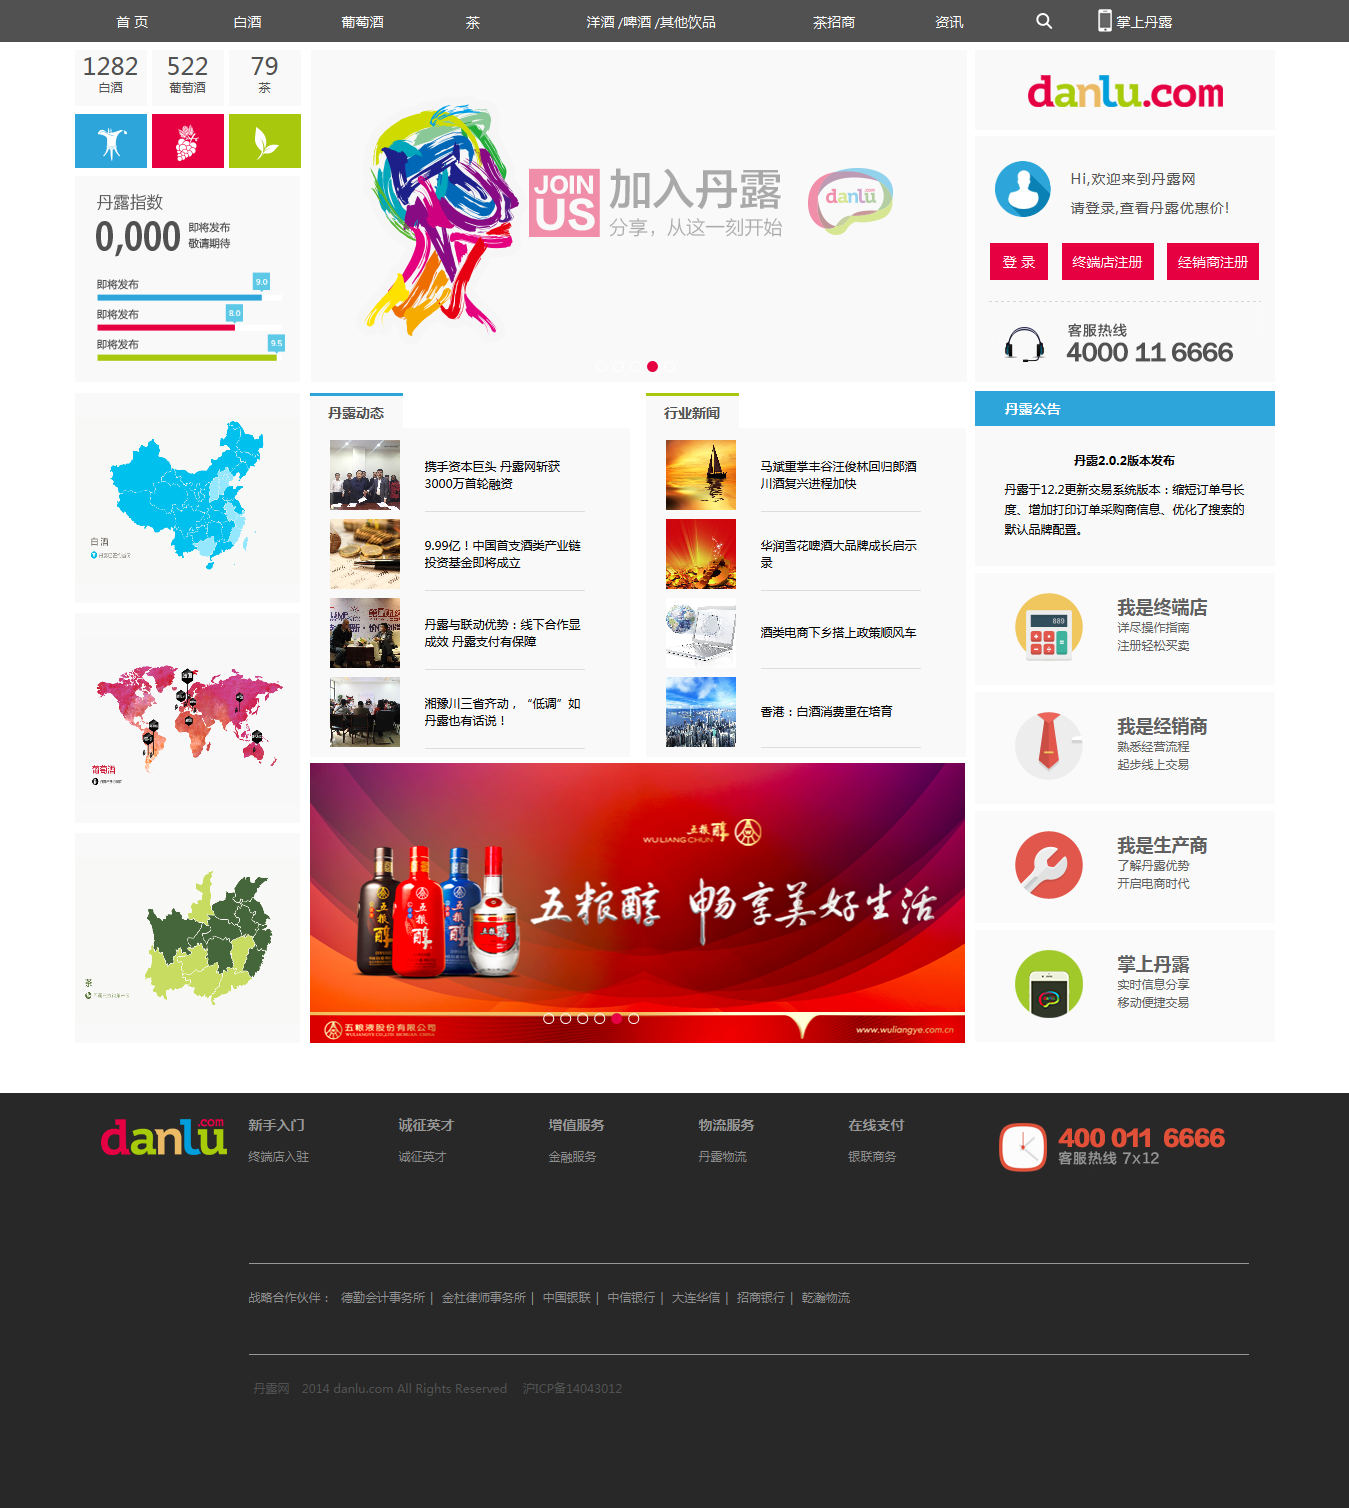 首 页
白酒
葡萄酒
茶
洋酒 /啤酒 /其他饮品
茶招商
资讯
掌上丹露
1282
白酒
522
葡萄酒
79
茶
丹露指数
0,000
即将发布
敬请期待
即将发布
9.0
即将发布
8.0
即将发布
9.5
JOIN
US
加入丹露
分享，从这一刻开始
danlu
danlu.com
Hi,欢迎来到丹露网
请登录,查看丹露优惠价!
登 录
终端店注册
经销商注册
客服热线
4000 11 6666
白酒
葡萄酒
茶
丹露动态
携手资本巨头 丹露网斩获
3000万首轮融资
9.99亿！中国首支酒类产业链
投资基金即将成立
丹露与联动优势：线下合作显
成效 丹露支付有保障
湘豫川三省齐动，“低调”如
丹露也有话说！
行业新闻
马斌重掌丰谷汪俊林回归郎酒
川酒复兴进程加快
华润雪花啤酒大品牌成长启示
录
酒类电商下乡搭上政策顺风车
香港：白酒消费重在培育
丹露公告
丹露2.0.2版本发布
丹露于12.2更新交易系统版本：缩短订单号长
度、增加打印订单采购商信息、优化了搜索的
默认品牌配置。
889
我是终端店
详尽操作指南
注册轻松买卖
我是经销商
熟悉经营流程
起步线上交易
我是生产商
了解丹露优势
开启电商时代
掌上丹露
实时信息分享
移动便捷交易
五粮醇
WU LIANG CHUN
五粮醇 畅享美好生活
五粮醇
五粮醇
五粮醇
五粮醇
五粮液股份有限公司
WULIANGYE CO.,LTD SICHUAN CHINA
www.wuliangye.com.cn
danlu.com
新手入门
终端店入驻
诚征英才
诚征英才
增值服务
金融服务
物流服务
丹露物流
在线支付
银联商务
400 011 6666
客服热线 7x12
战略合作伙伴： 德勤会计事务所 | 金杜律师事务所 | 中国银联 | 中信银行 | 大连华信 | 招商银行 | 乾瀚物流
丹露网 2014 danlu.com All Rights Reserved 沪ICP备14043012